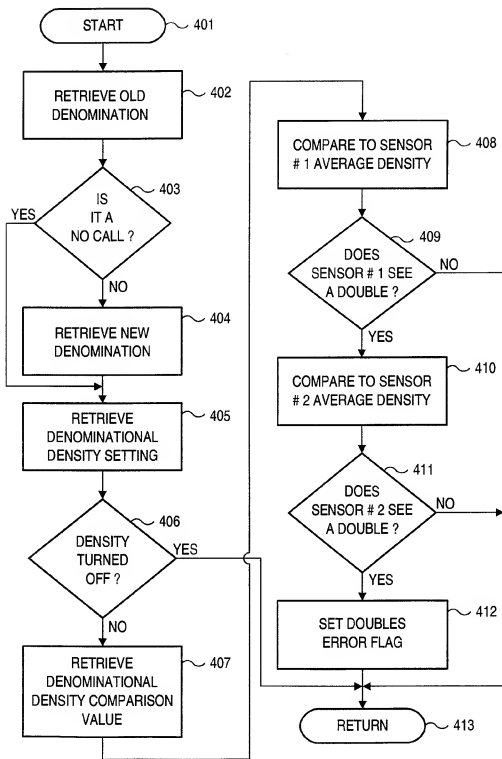 START
401
RETRIEVE OLD
DENOMINATION
402
IS
IT A
NO CALL ?
403
YES
NO
RETRIEVE NEW
DENOMINATION
404
RETRIEVE
DENOMINATIONAL
DENSITY SETTING
405
DENSITY
TURNED
OFF ?
406
YES
NO
RETRIEVE
DENOMINATIONAL
DENSITY COMPARISON
VALUE
407
COMPARE TO SENSOR
# 1 AVERAGE DENSITY
408
DOES
SENSOR # 1 SEE
A DOUBLE ?
409
NO
YES
COMPARE TO SENSOR
# 2 AVERAGE DENSITY
410
DOES
SENSOR # 2 SEE
A DOUBLE ?
411
NO
YES
SET DOUBLES
ERROR FLAG
412
RETURN
413